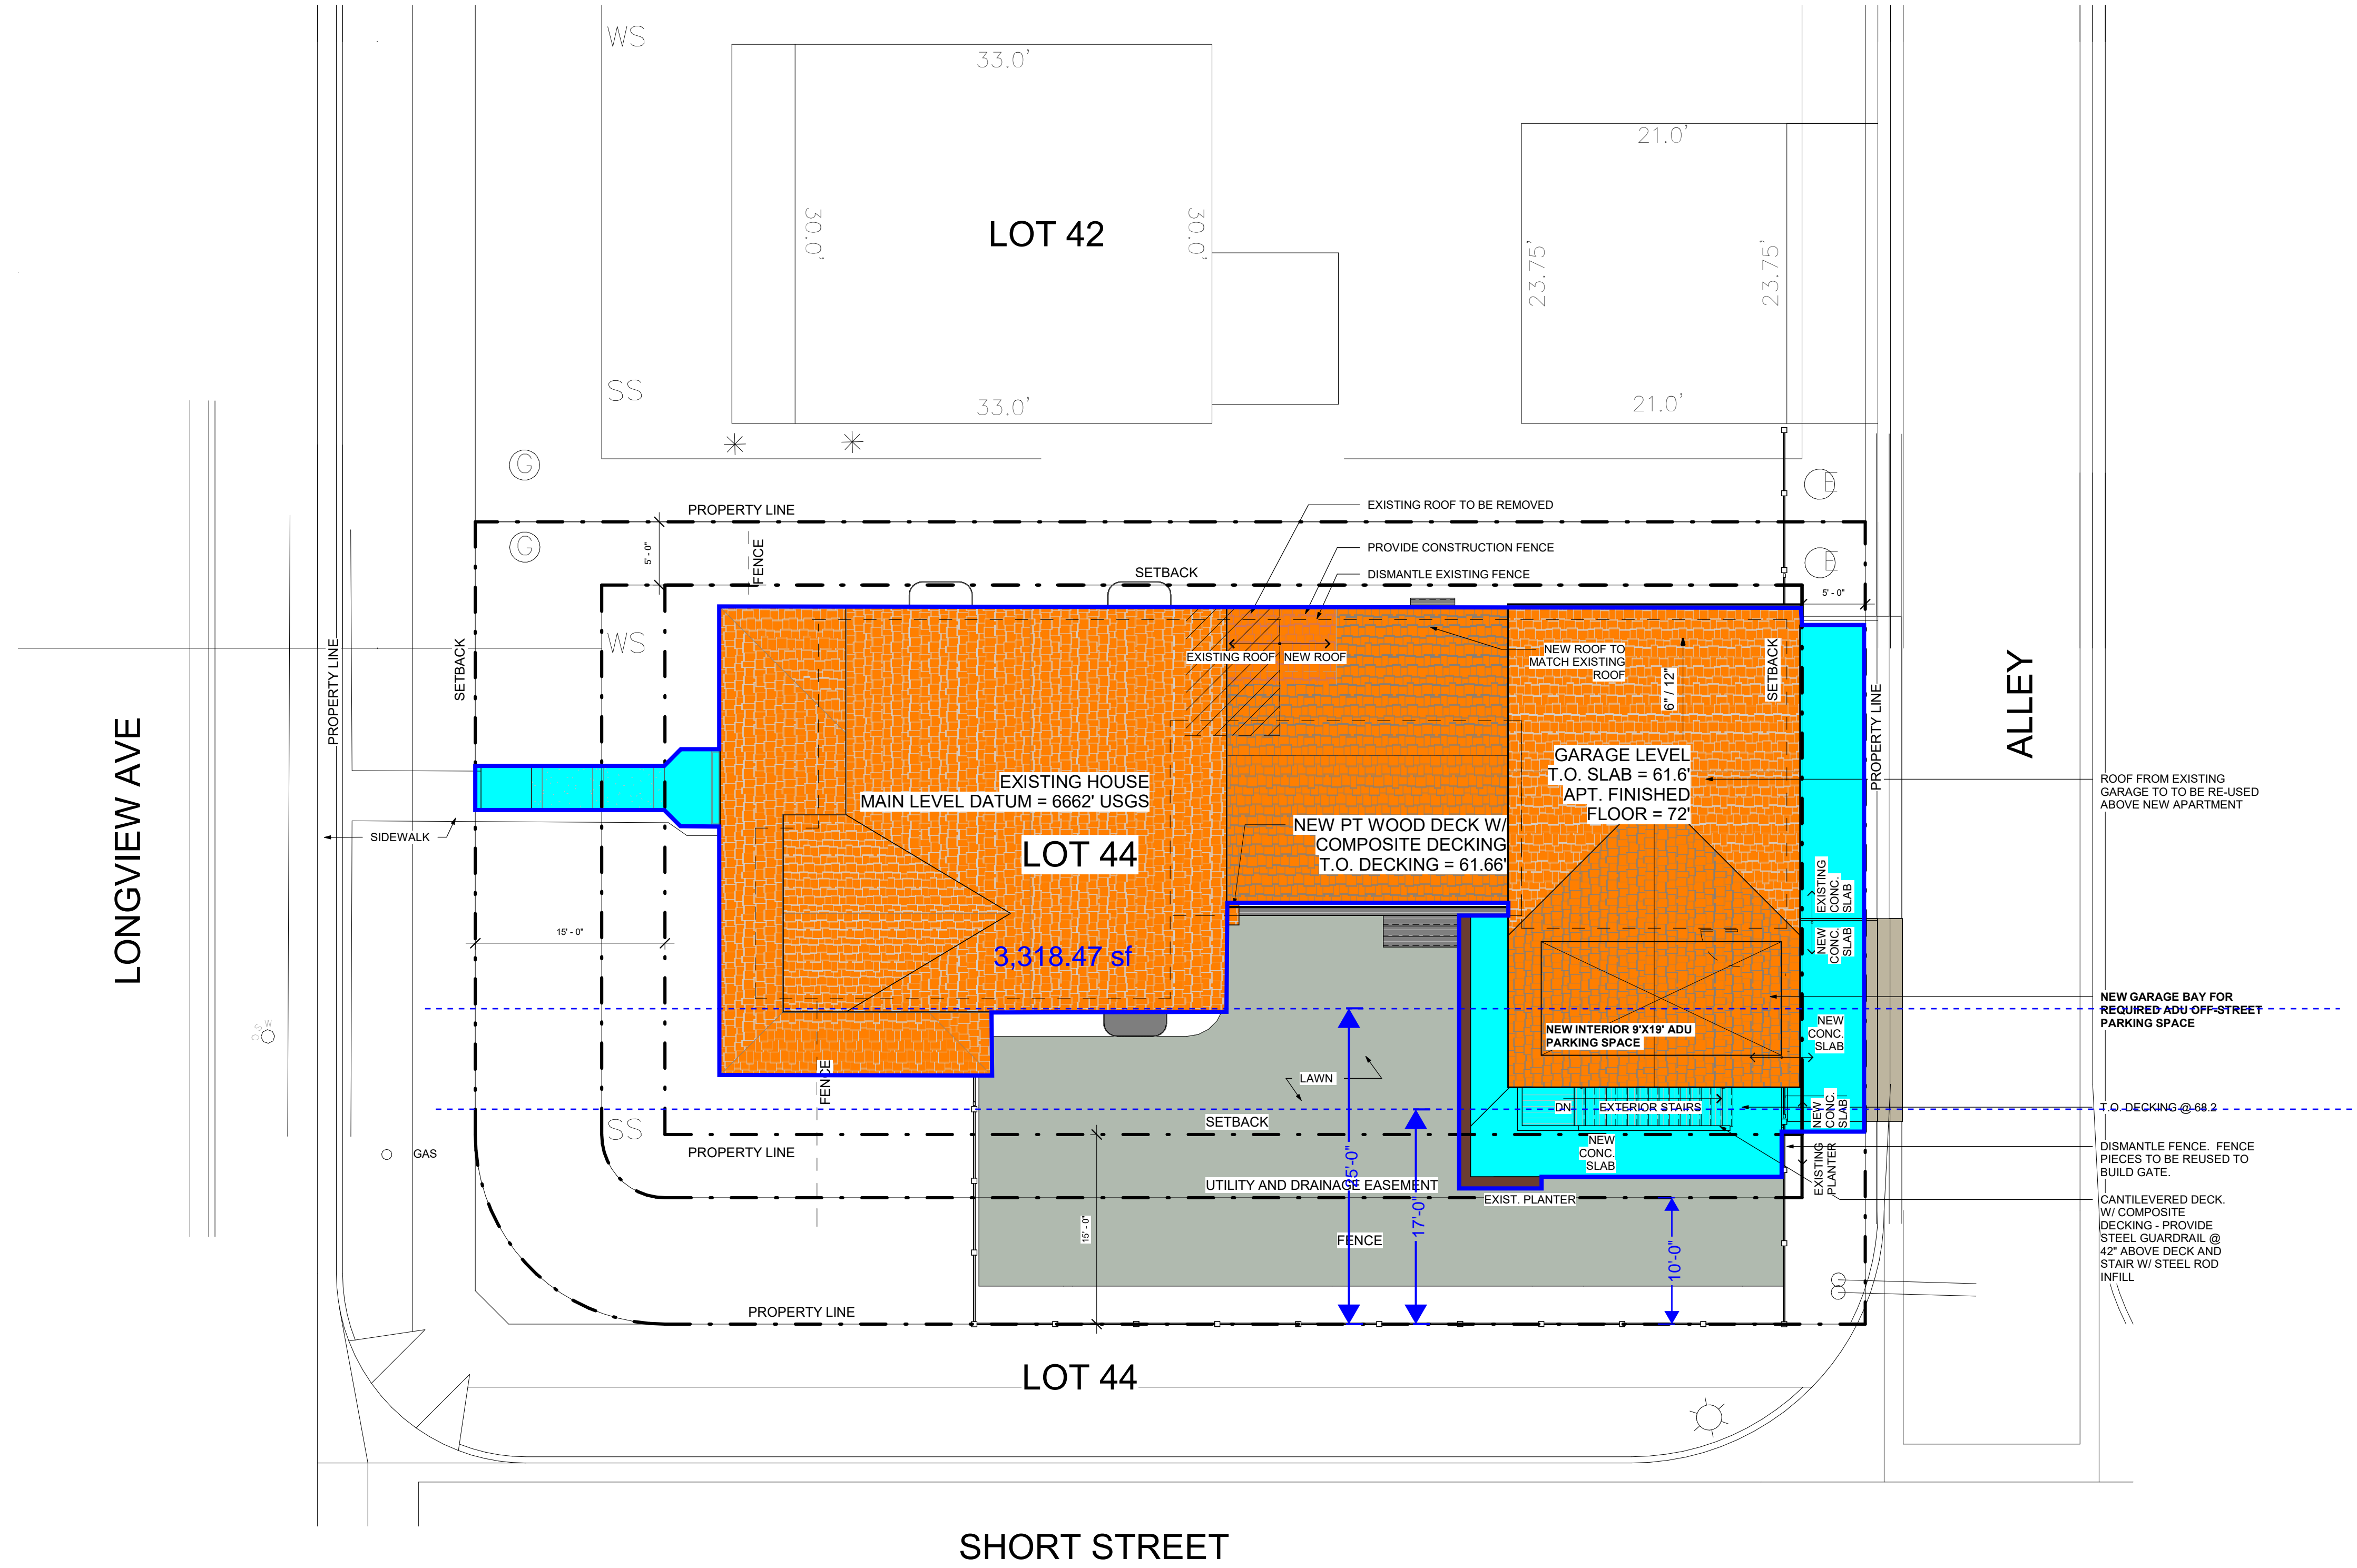 WS
33.0'
21.0'
30.0'
LOT 42
30.0'
23.75'
23.75'
SS
33.0'
21.0'
G
E
PROPERTY LINE
EXISTING ROOF TO BE REMOVED
G
5' - 0"
FENCE
PROVIDE CONSTRUCTION FENCE
E
SETBACK
DISMANTLE EXISTING FENCE
5' - 0"
WS
EXISTING ROOF
NEW ROOF
NEW ROOF TO
MATCH EXISTING
ROOF
6" / 12"
SETBACK
PROPERTY LINE
SETBACK
PROPERTY LINE
ALLEY
LONGVIEW AVE
EXISTING HOUSE
MAIN LEVEL DATUM = 6662' USGS
GARAGE LEVEL
T.O. SLAB = 61.6'
APT. FINISHED
FLOOR = 72'
ROOF FROM EXISTING
GARAGE TO TO BE RE-USED
ABOVE NEW APARTMENT
SIDEWALK
LOT 44
NEW PT WOOD DECK W/
COMPOSITE DECKING
T.O. DECKING = 61.66'
EXISTING
CONC.
SLAB
NEW
CONC.
SLAB
15' - 0"
3,318.47 sf
NEW GARAGE BAY FOR
REQUIRED ADU OFF-STREET
PARKING SPACE
NEW INTERIOR 9'X19' ADU
PARKING SPACE
NEW
CONC.
SLAB
SW
FENCE
LAWN
DN
EXTERIOR STAIRS
NEW
CONC.
SLAB
T.O. DECKING @ 68.2
SS
SETBACK
GAS
PROPERTY LINE
NEW
CONC.
SLAB
EXISTING
PLANTER
DISMANTLE FENCE.  FENCE
PIECES TO BE REUSED TO
BUILD GATE.
25'-0"
UTILITY AND DRAINAGE EASEMENT
17'-0"
EXIST. PLANTER
CANTILEVERED DECK.
W/ COMPOSITE
DECKING - PROVIDE
STEEL GUARDRAIL @
42" ABOVE DECK AND
STAIR W/ STEEL ROD
INFILL
15' - 0"
FENCE
10'-0"
PROPERTY LINE
LOT 44
SHORT STREET